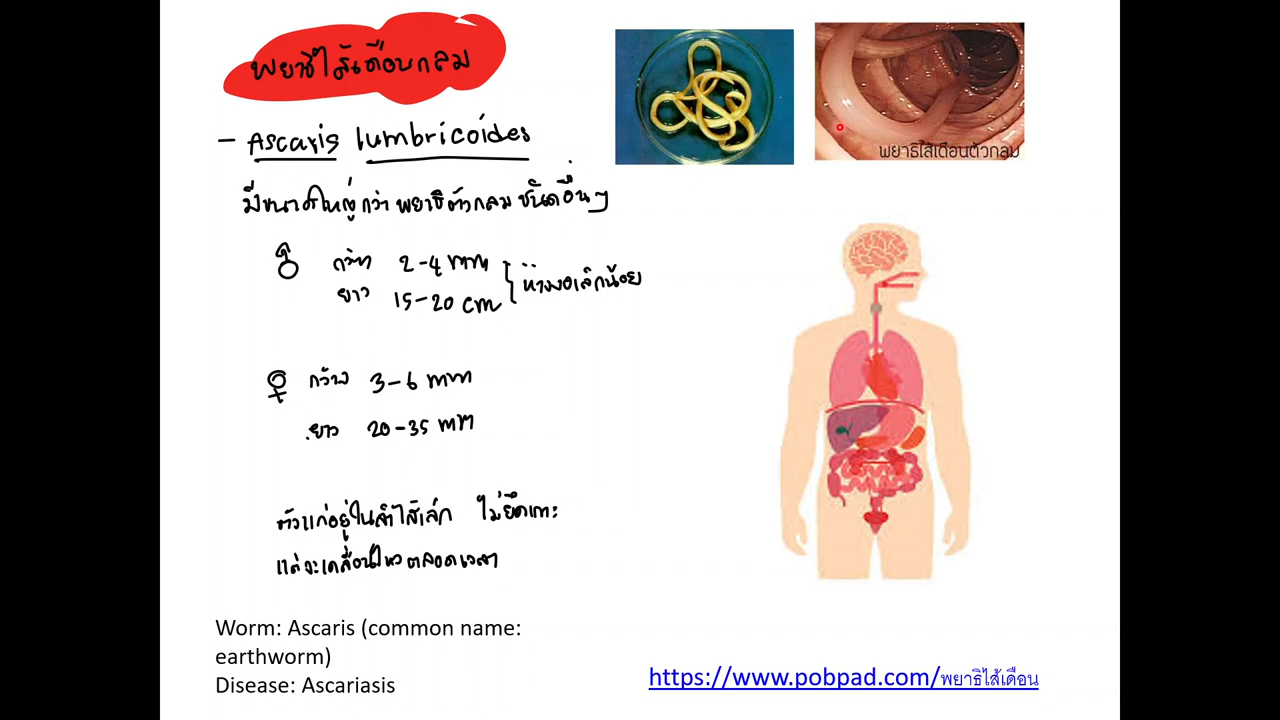 พยาธิไส้เดือนกลม
- Ascaris lumbricoides
มีขนาดใหญ่กว่าพยาธิตัวกลมชนิดอื่นๆ
♂ กว้าง 2-4 mm
ยาว 15-20 cm
หางงอเล็กน้อย
♀ กว้าง 3-6 mm
ยาว 20-35 mm
ตัวแก่อยู่ในลำไส้เล็ก ไม่ยึดเกาะ
แต่จะเคลื่อนไหวตลอดเวลา
Worm: Ascaris (common name:
earthworm)
Disease: Ascariasis
พยาธิไส้เดือนตัวกลม
https://www.pobpad.com/พยาธิไส้เดือน